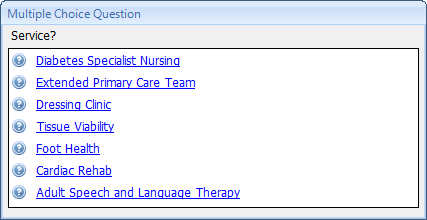 Multiple Choice Question
Service?
Diabetes Specialist Nursing
Extended Primary Care Team
Dressing Clinic
Tissue Viability
Foot Health
Cardiac Rehab
Adult Speech and Language Therapy